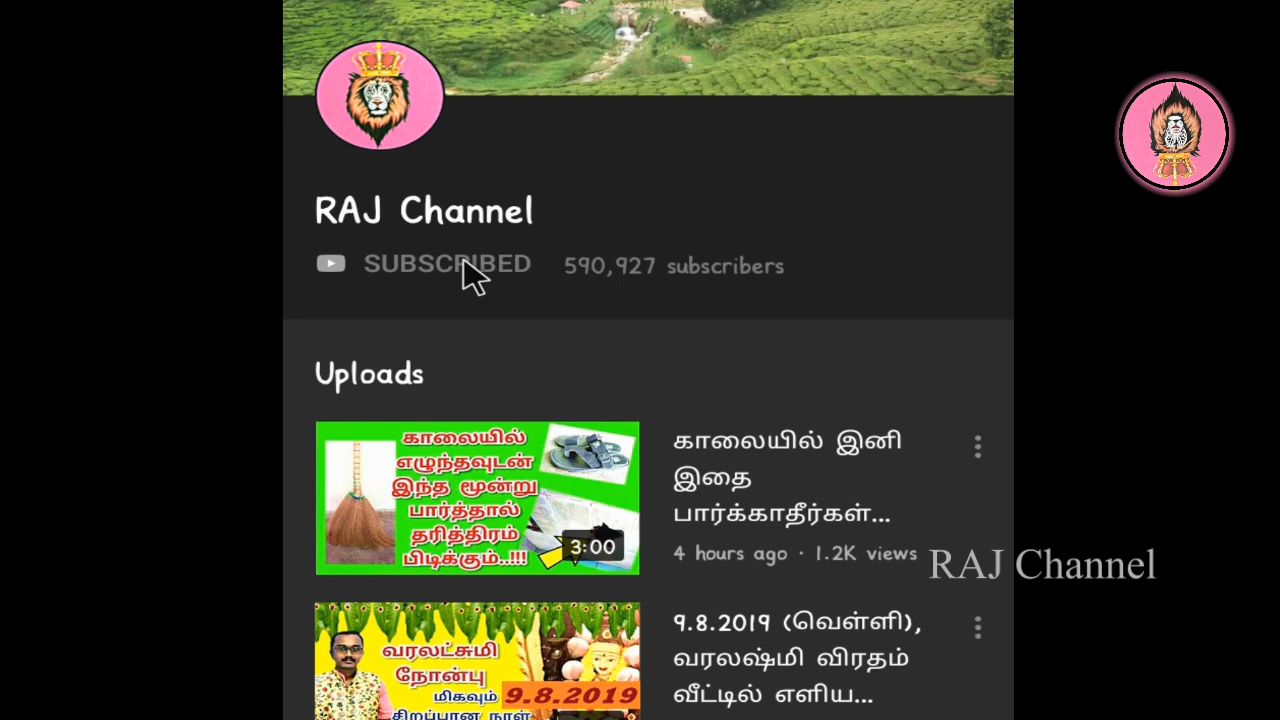 RAJ Channel
SUBSCRIBED 590,927 subscribers
Uploads
காலையில்
எழுந்தவுடன்
இந்த மூன்று
பார்த்தால்
தரித்திரம்
பிடிக்கும்..!!!
3:00
காலையில் இனி
இதை
பார்க்காதீர்கள்...
4 hours ago · 1.2K views
RAJ Channel
வரலட்சுமி
நோன்பு
மிகவும் 9.8.2019
சிறப்பான நாள்
9.8.2019 (வெள்ளி),
வரலஷ்மி விரதம்
வீட்டில் எளிய...